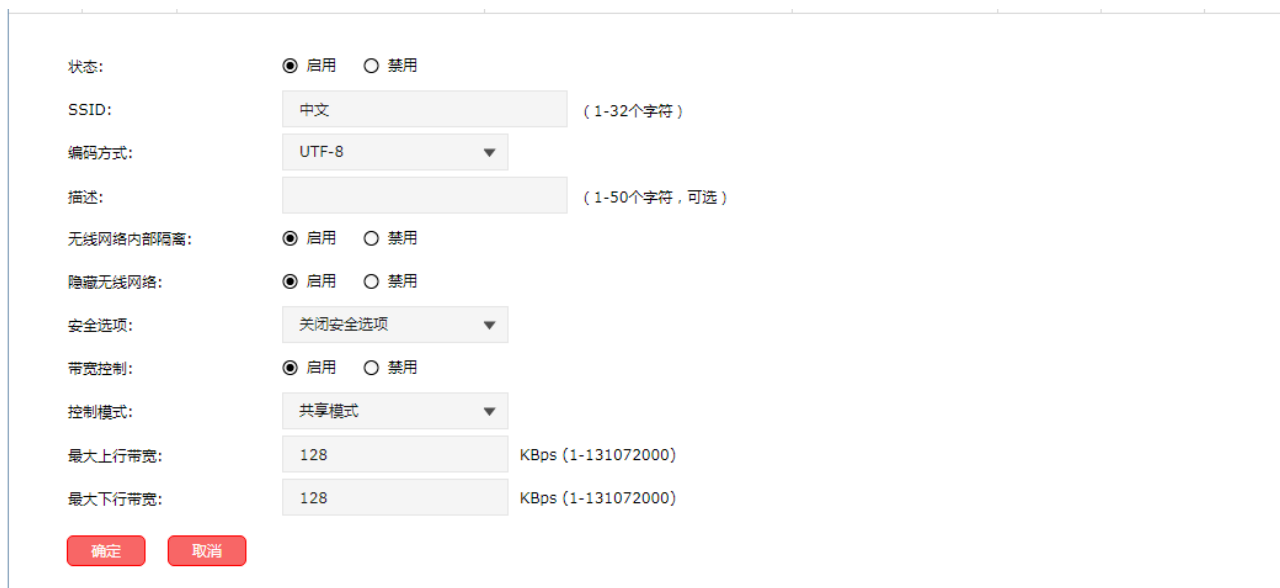 状态: 启用 禁用
SSID: 中文 (1-32个字符)
编码方式: UTF-8
描述: (1-50个字符，可选)
无线网络内部隔离: 启用 禁用
隐藏无线网络: 启用 禁用
安全选项: 关闭安全选项
带宽控制: 启用 禁用
控制模式: 共享模式
最大上行带宽: 128 KBps (1-131072000)
最大下行带宽: 128 KBps (1-131072000)
确定 取消